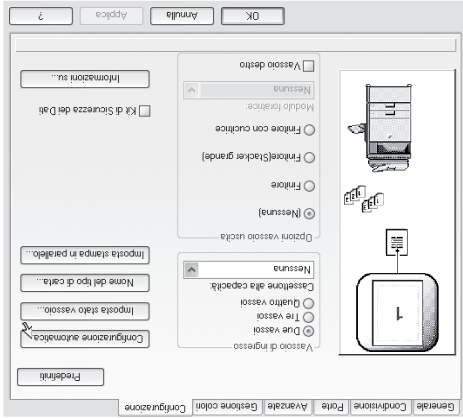 Generale Condivisione Porte Avanzate Gestione colori Configurazione
Predefiniti
Vassoio di ingresso
Due vassoi
Tre vassoi
Quattro vassoi
Cassettone alta capacità:
Nessuna
Configurazione automatica
Imposta stato vassoio...
Nome del tipo di carta...
Imposta stampa in parallelo...
Opzioni vassoio uscita
(Nessuna)
Finitore
Finitore(Stacker grande)
Finitore con cucitrice
Modulo foratore:
Nessuna
Vassoio destro
Kit di Sicurezza dei Dati
Informazioni su...
1
OK Annulla Applica ?